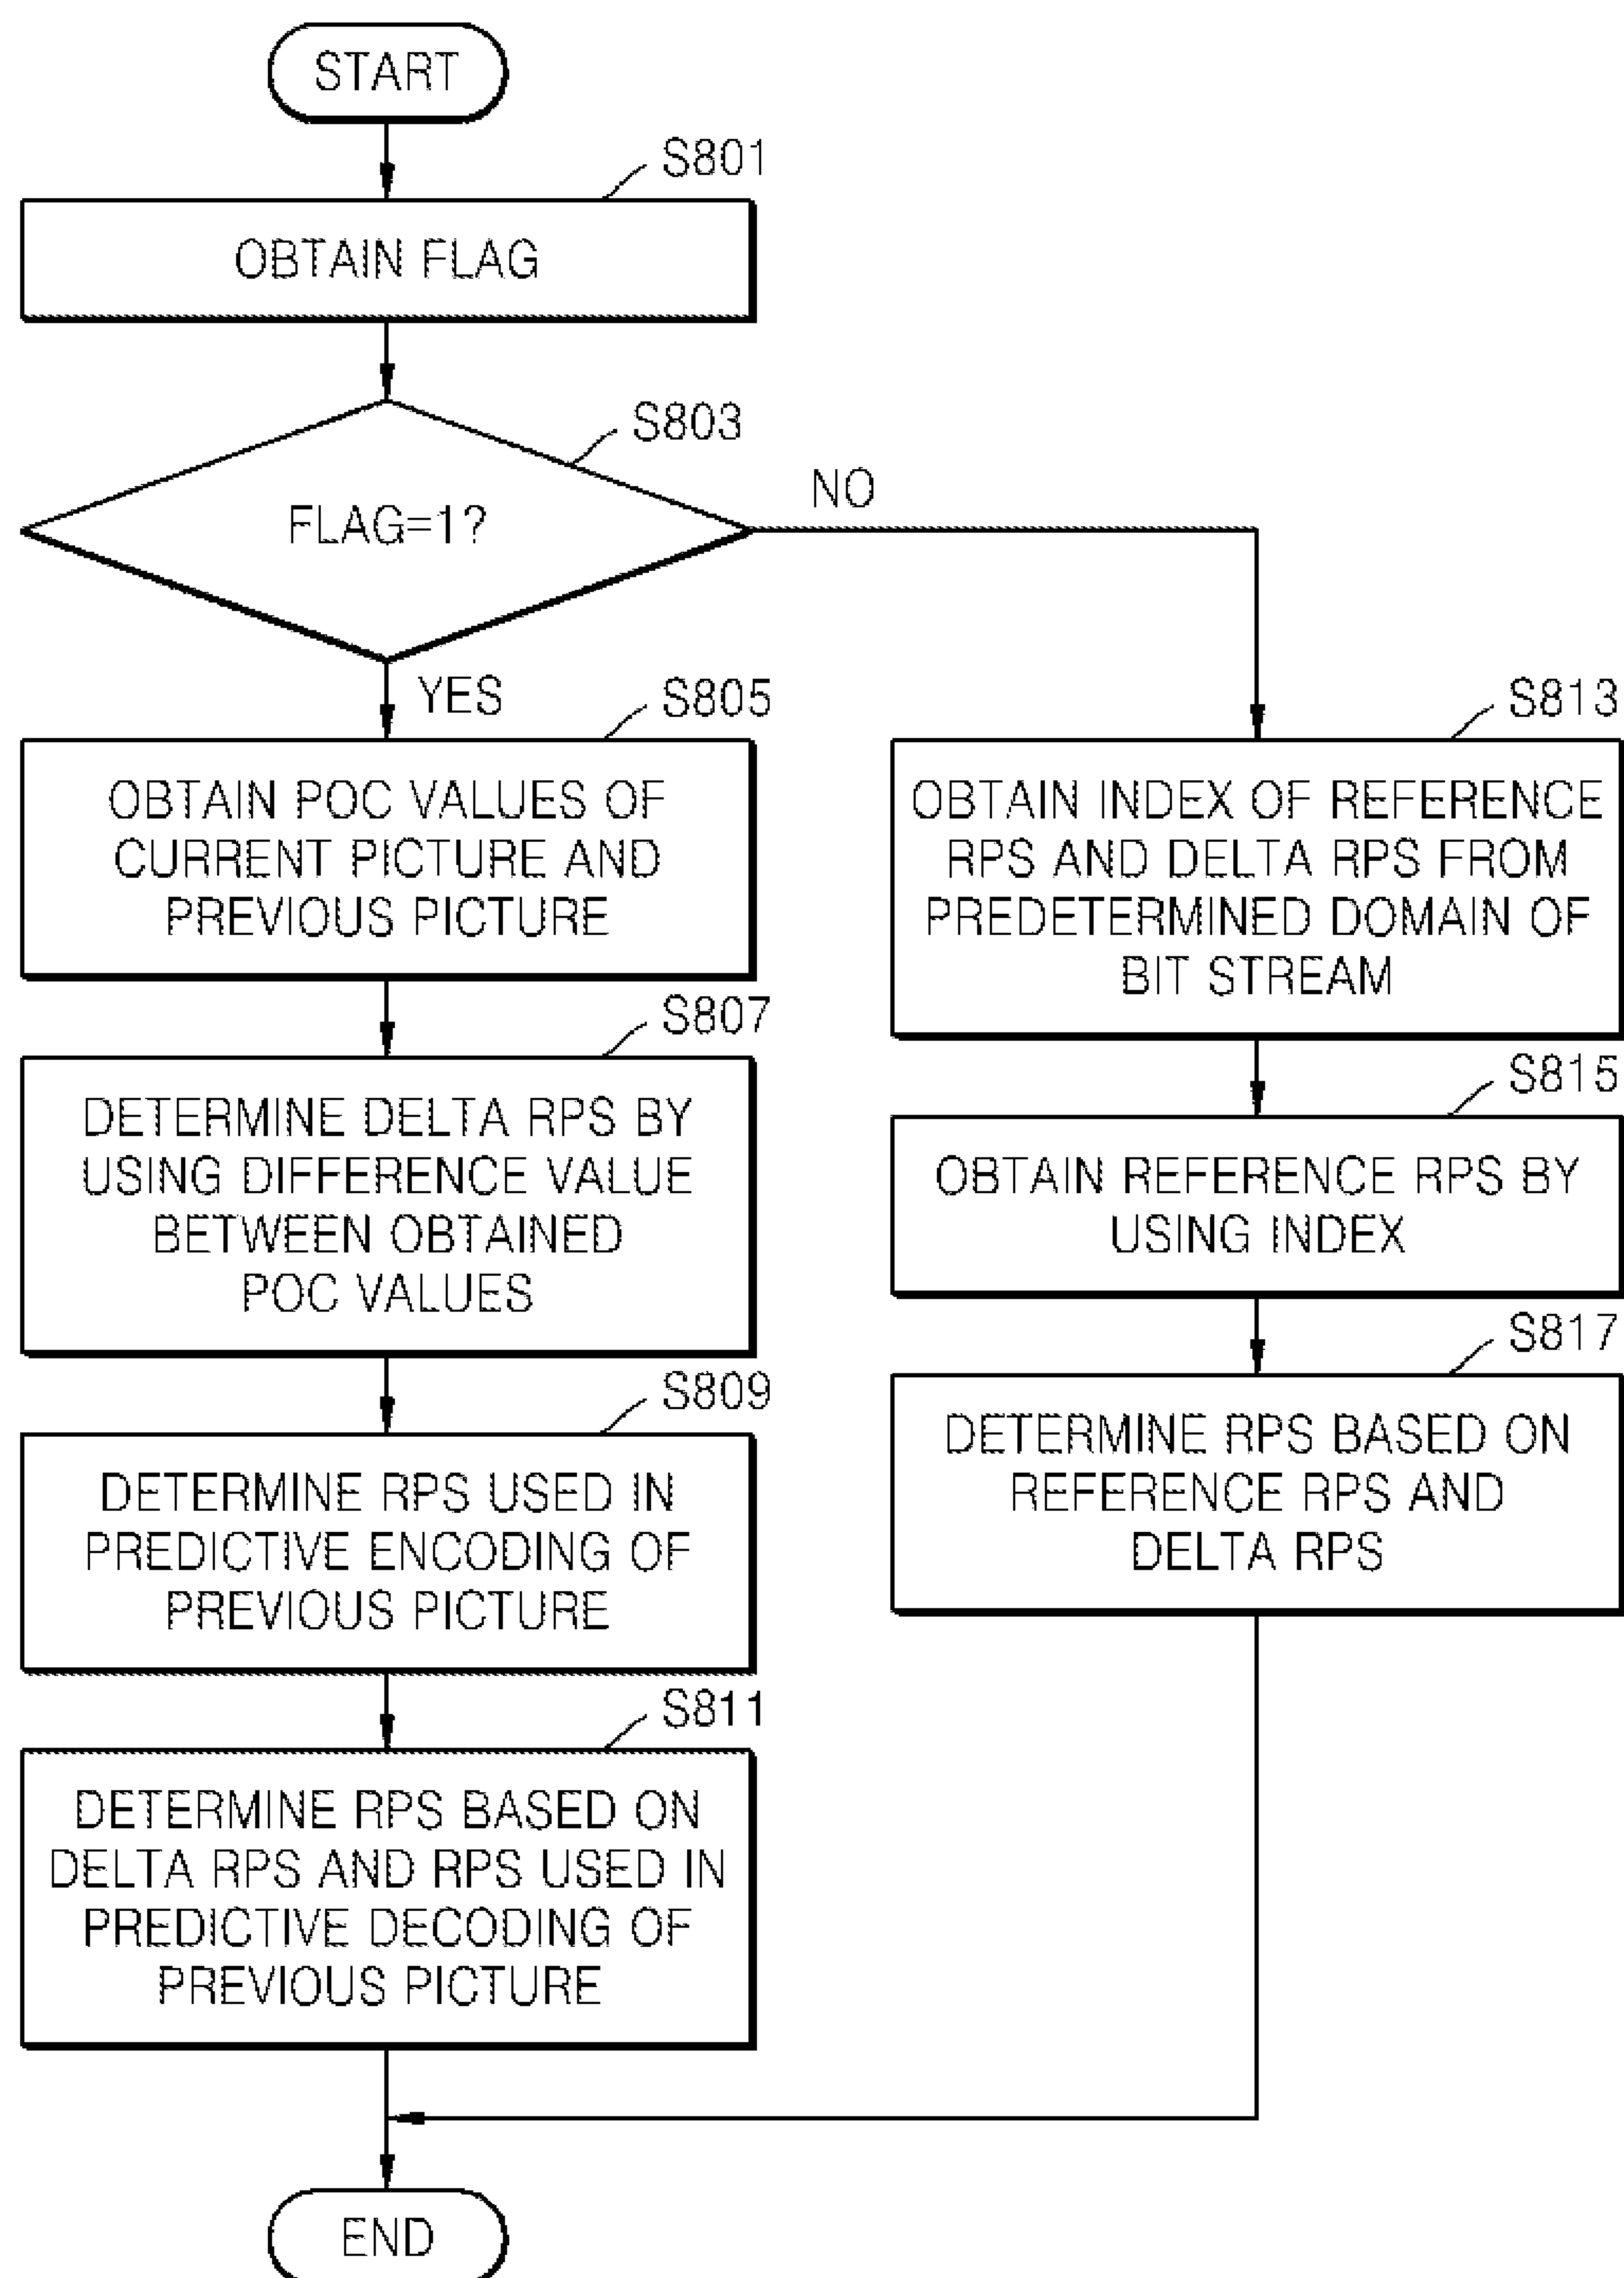 START
S801
OBTAIN FLAG
S803
FLAG=1?
NO
YES
S805
OBTAIN POC VALUES OF
CURRENT PICTURE AND
PREVIOUS PICTURE
S807
DETERMINE DELTA RPS BY
USING DIFFERENCE VALUE
BETWEEN OBTAINED
POC VALUES
S809
DETERMINE RPS USED IN
PREDICTIVE ENCODING OF
PREVIOUS PICTURE
S811
DETERMINE RPS BASED ON
DELTA RPS AND RPS USED IN
PREDICTIVE DECODING OF
PREVIOUS PICTURE
S813
OBTAIN INDEX OF REFERENCE
RPS AND DELTA RPS FROM
PREDETERMINED DOMAIN OF
BIT STREAM
S815
OBTAIN REFERENCE RPS BY
USING INDEX
S817
DETERMINE RPS BASED ON
REFERENCE RPS AND
DELTA RPS
END